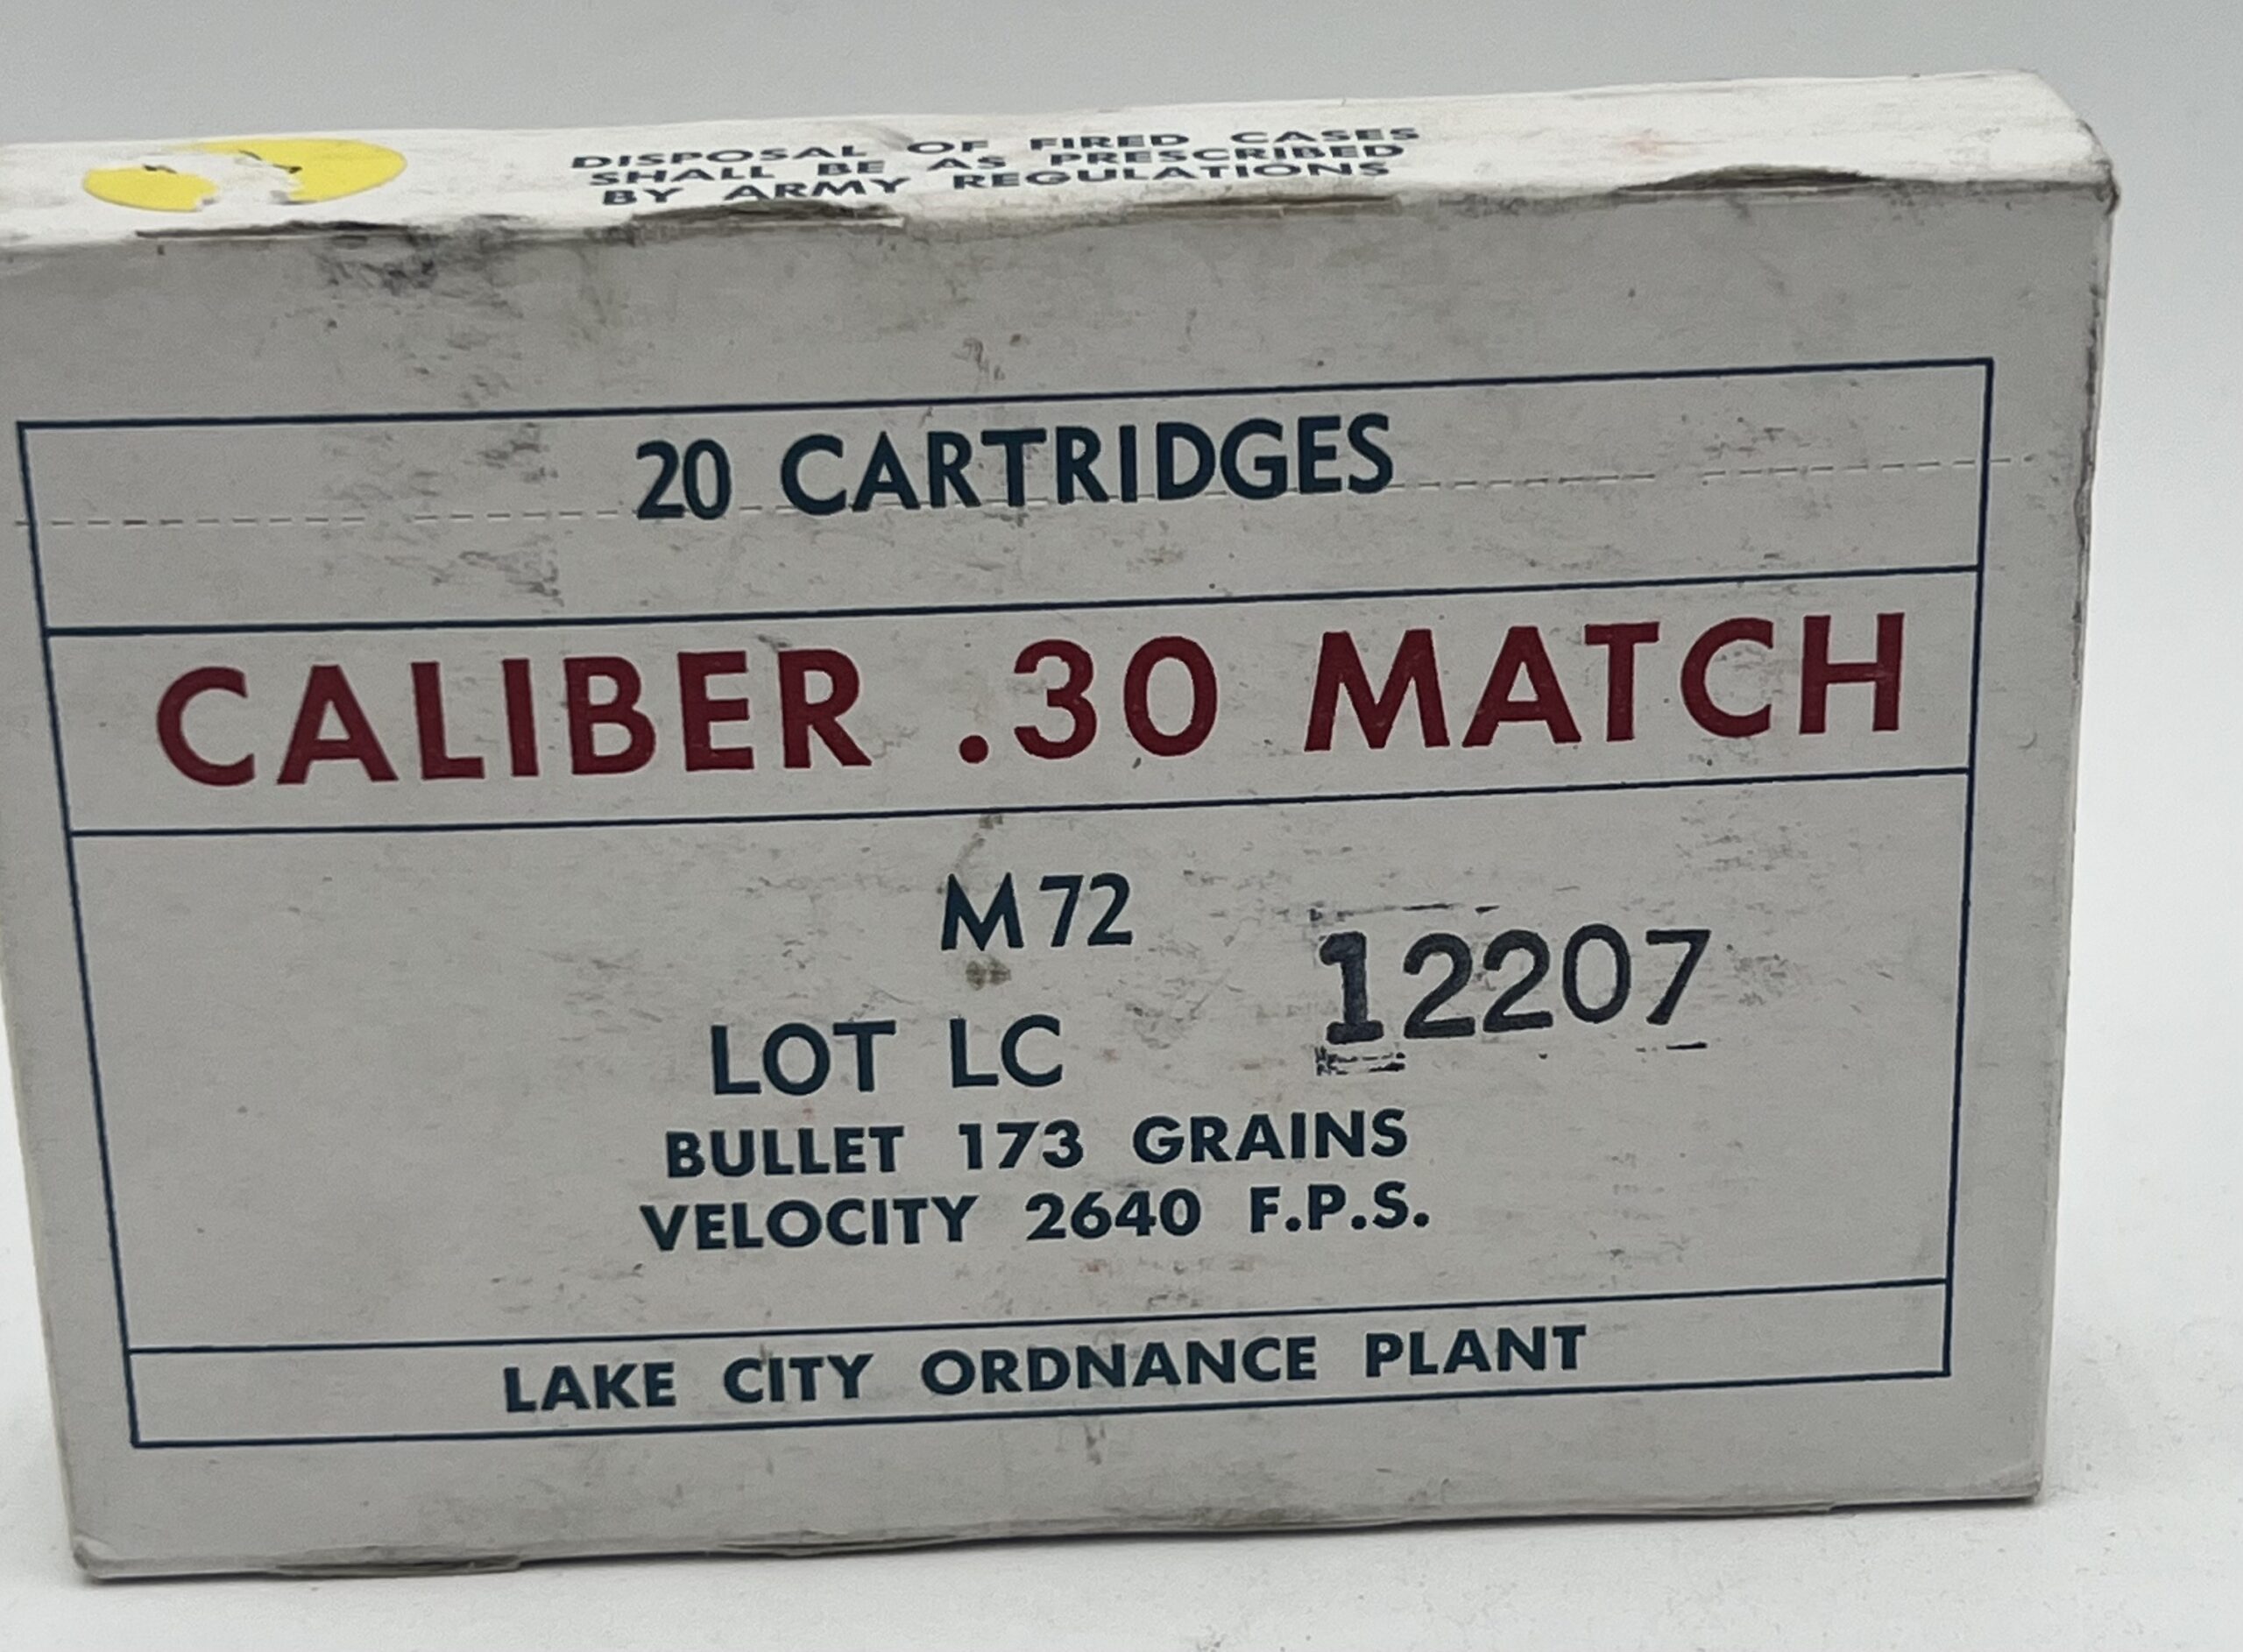 DISPOSAL OF FIRED CASES
SHALL BE AS PRESCRIBED
BY ARMY REGULATIONS
20 CARTRIDGES
CALIBER .30 MATCH
M72
LOT LC 12207
BULLET 173 GRAINS
VELOCITY 2640 F.P.S.
LAKE CITY ORDNANCE PLANT